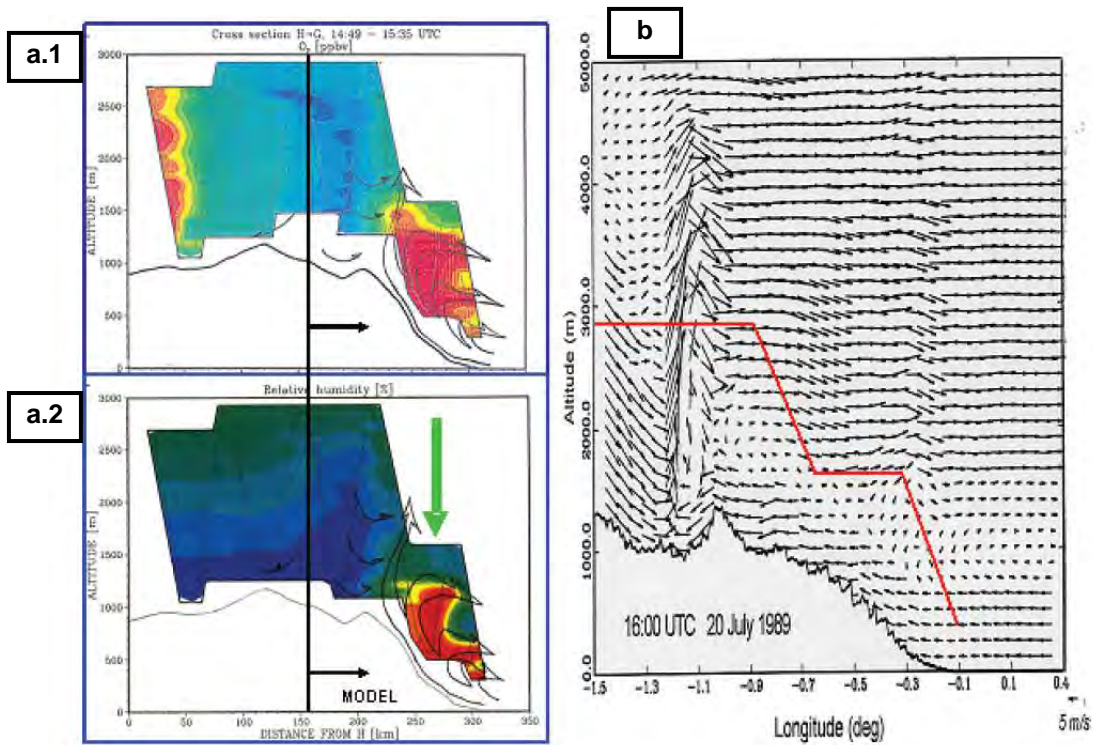 a.1
Cross section H→G, 14:49 – 15:35 UTC
O₃ [ppbv]
3000
2500
2000
1500
1000
500
0
ALTITUDE [m]
a.2
Relative humidity [%]
3000
2500
2000
1500
1000
500
0
ALTITUDE [m]
MODEL
0 50 100 150 200 250 300 350
DISTANCE FROM H [km]
b
5000.0
4000.0
3000.0
2000.0
1000.0
0.0
Altitude (m)
16:00 UTC 20 July 1989
-1.5 -1.3 -1.1 -0.9 -0.7 -0.5 -0.3 -0.1 0.1 0.4
Longitude (deg)
5 m/s